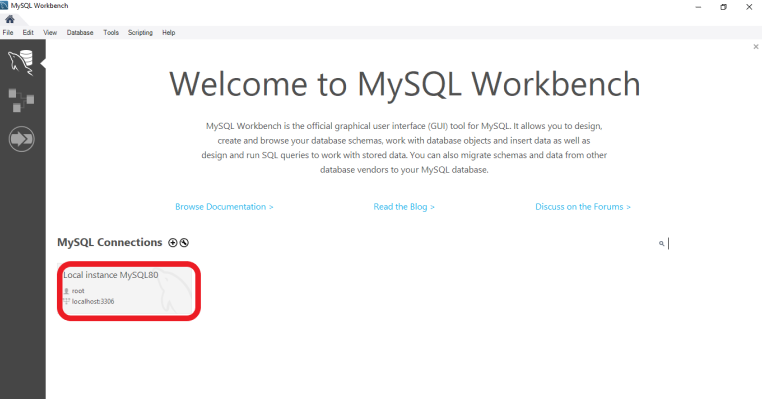 MySQL Workbench
File Edit View Database Tools Scripting Help
Welcome to MySQL Workbench
MySQL Workbench is the official graphical user interface (GUI) tool for MySQL. It allows you to design,
create and browse your database schemas, work with database objects and insert data as well as
design and run SQL queries to work with stored data. You can also migrate schemas and data from other
database vendors to your MySQL database.
Browse Documentation > Read the Blog > Discuss on the Forums >
MySQL Connections
Local instance MySQL80
root
localhost:3306